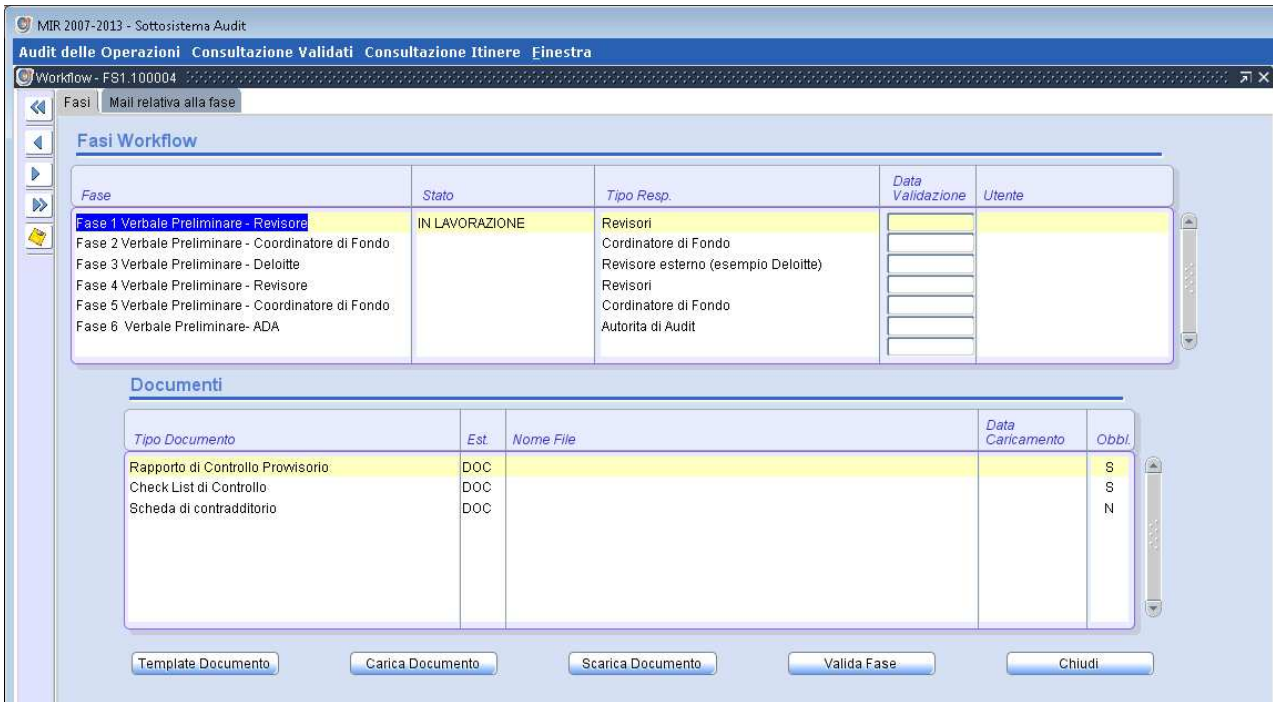 MIR 2007-2013 - Sottosistema Audit
Audit delle Operazioni Consultazione Validati Consultazione Itinere Finestra
Workflow - FS1.100004
Fasi Mail relativa alla fase
Fasi Workflow
Fase Stato Tipo Resp. Data Validazione Utente
Fase 1 Verbale Preliminare - Revisore IN LAVORAZIONE Revisori
Fase 2 Verbale Preliminare - Coordinatore di Fondo Cordinatore di Fondo
Fase 3 Verbale Preliminare - Deloitte Revisore esterno (esempio Deloitte)
Fase 4 Verbale Preliminare - Revisore Revisori
Fase 5 Verbale Preliminare - Coordinatore di Fondo Cordinatore di Fondo
Fase 6 Verbale Preliminare- ADA Autorita di Audit
Documenti
Tipo Documento Est. Nome File Data Caricamento Obbl.
Rapporto di Controllo Provvisorio DOC S
Check List di Controllo DOC S
Scheda di contradditorio DOC N
Template Documento Carica Documento Scarica Documento Valida Fase Chiudi